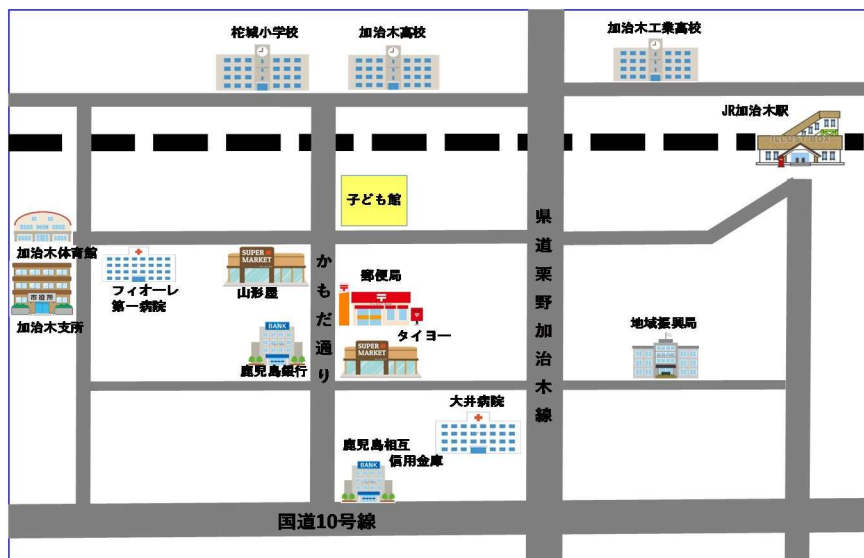 柁城小学校
加治木高校
加治木工業高校
JR加治木駅
ILLUST BOX
子ども館
加治木体育館
市役所
加治木支所
フィオーレ
第一病院
SUPER
MARKET
山形屋
かもだ通り
郵便局
タイヨー
SUPER
MARKET
BANK
鹿児島銀行
県道栗野加治木線
地域振興局
大井病院
鹿児島相互
信用金庫
BANK
国道10号線